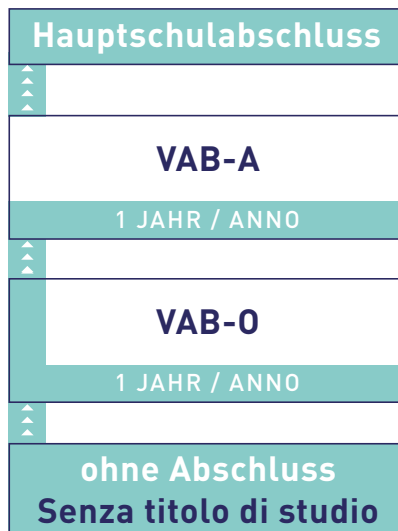 Hauptschulabschluss
VAB-A
1 JAHR / ANNO
VAB-O
1 JAHR / ANNO
ohne Abschluss
Senza titolo di studio